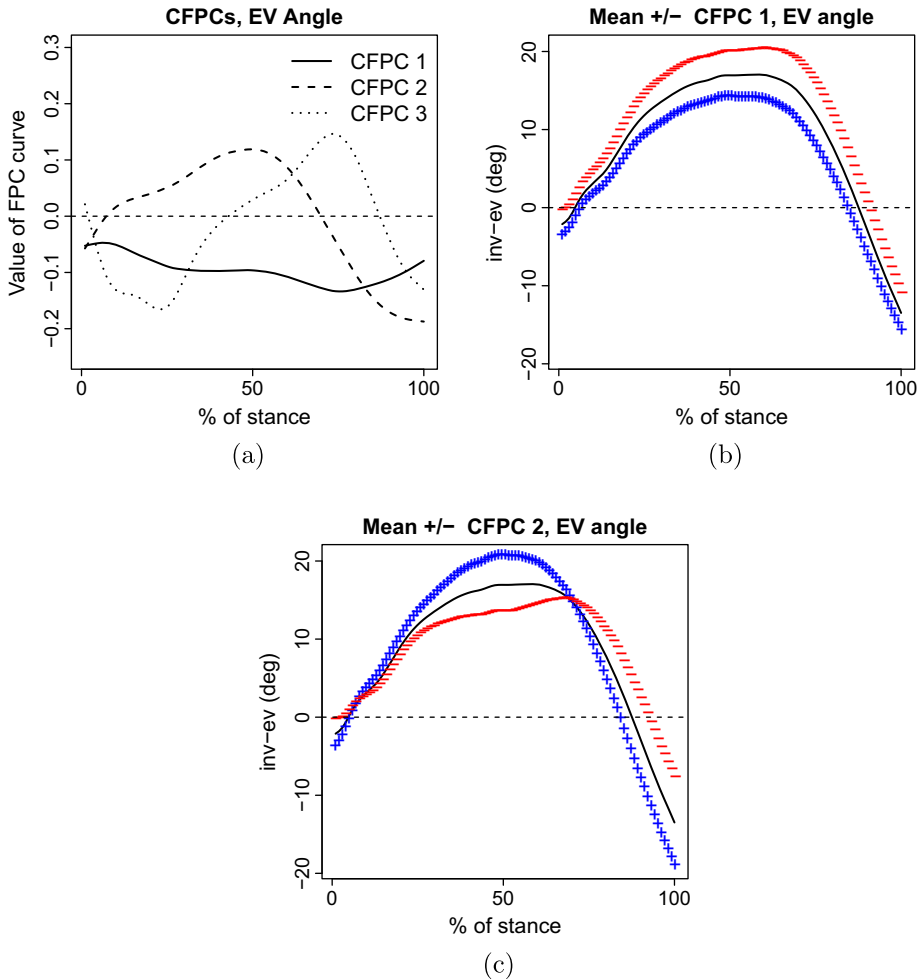 CFPCs, EV Angle
Value of FPC curve
0.3
0.2
0.1
0.0
−0.1
−0.2
CFPC 1
CFPC 2
CFPC 3
0
50
100
% of stance
(a)
Mean +/− CFPC 1, EV angle
inv−ev (deg)
20
10
0
−10
−20
0
50
100
% of stance
(b)
Mean +/− CFPC 2, EV angle
inv−ev (deg)
20
10
0
−10
−20
0
50
100
% of stance
(c)